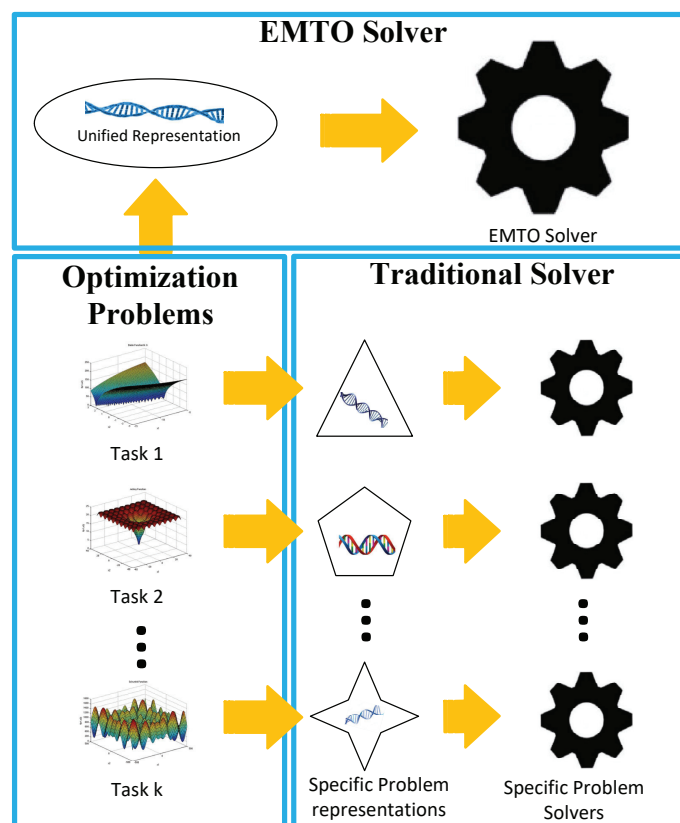 EMTO Solver
Unified Representation
EMTO Solver
Optimization
Problems
Traditional Solver
Task 1
Task 2
Task k
Specific Problem
representations
Specific Problem
Solvers